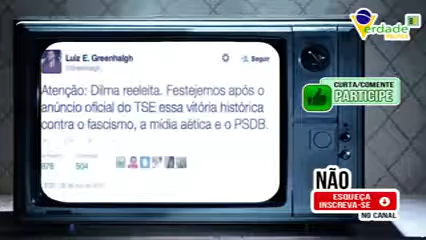 Verdade
Luiz E. Greenhalgh
Seguir
Atenção: Dilma reeleita. Festejemos após o
anúncio oficial do TSE essa vitória histórica
contra o fascismo, a mídia aética e o PSDB.
CURTA/COMENTE
PARTICIPE
504
NÃO
ESQUEÇA
INSCREVA-SE
NO CANAL